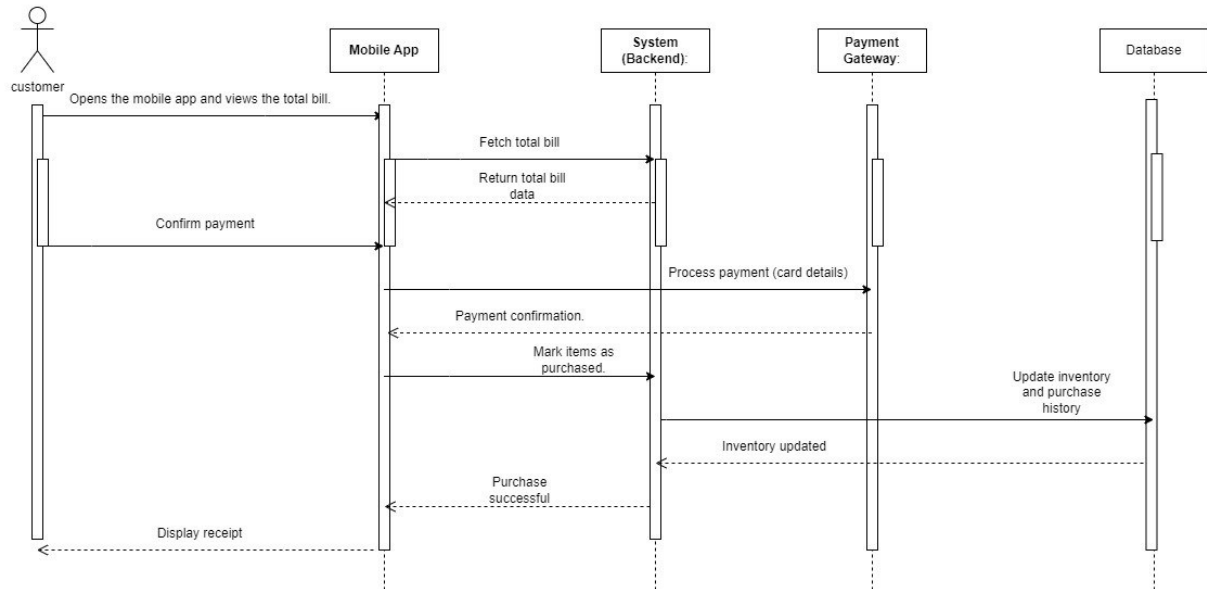 customer
Mobile App
System
(Backend):
Payment
Gateway:
Database
Opens the mobile app and views the total bill.
Fetch total bill
Return total bill
data
Confirm payment
Process payment (card details)
Payment confirmation.
Mark items as
purchased.
Update inventory
and purchase
history
Inventory updated
Purchase
successful
Display receipt